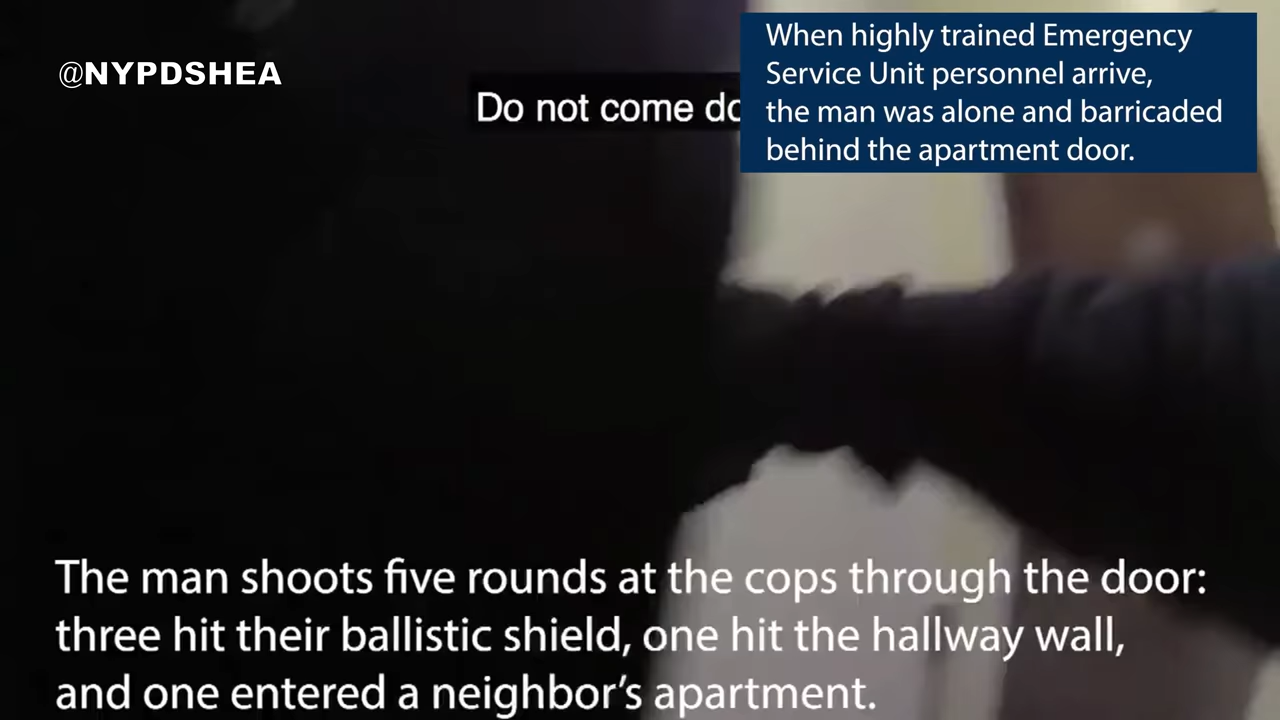 @NYPDSHEA
Do not come
When highly trained Emergency
Service Unit personnel arrive,
the man was alone and barricaded
behind the apartment door.
The man shoots five rounds at the cops through the door:
three hit their ballistic shield, one hit the hallway wall,
and one entered a neighbor's apartment.